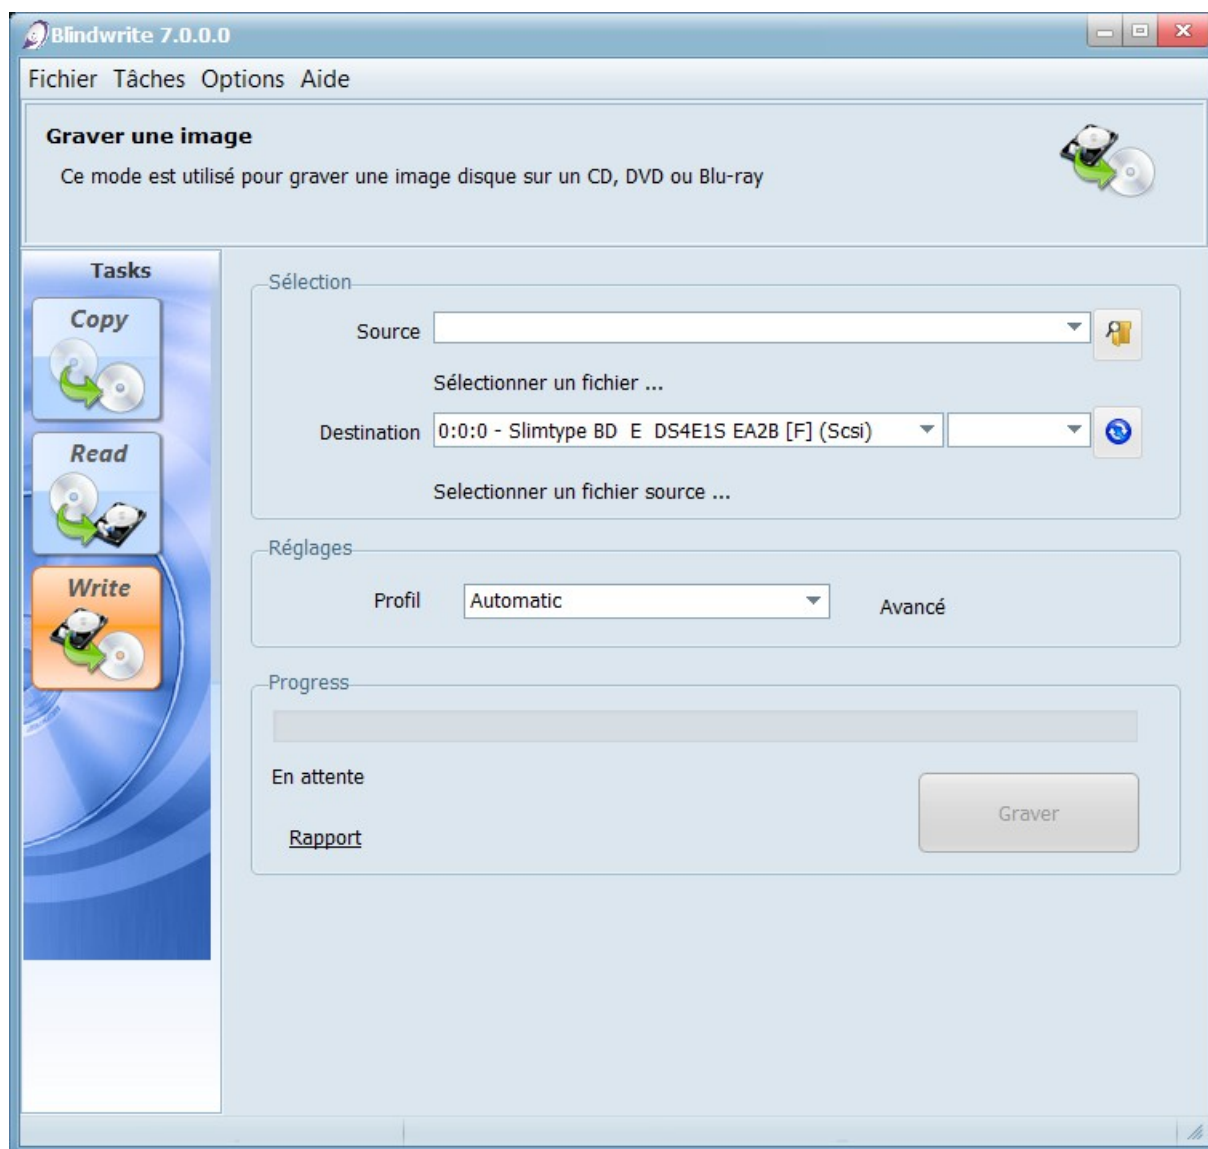 Blindwrite 7.0.0.0
Fichier Tâches Options Aide
Graver une image
Ce mode est utilisé pour graver une image disque sur un CD, DVD ou Blu-ray
Tasks
Copy
Read
Write
Sélection
Source
Sélectionner un fichier ...
Destination 0:0:0 - Slimtype BD E DS4E1S EA2B [F] (Scsi)
Selectionner un fichier source ...
Réglages
Profil Automatic Avancé
Progress
En attente
Graver
Rapport